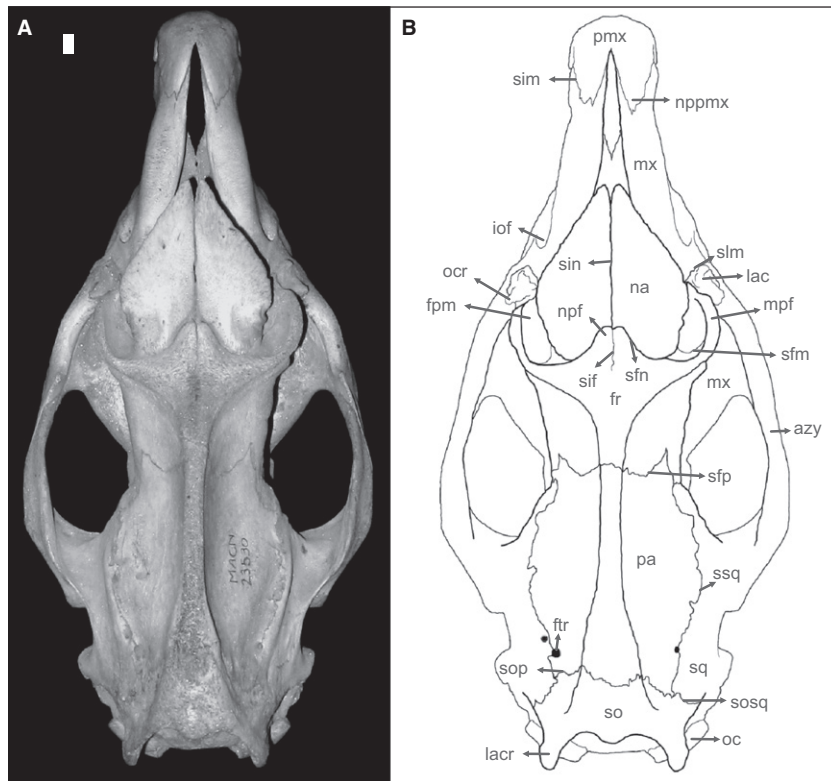 A
MACN
23530
B
pmx
sim
nppmx
mx
iof
slm
sin
lac
ocr
na
fpm
npf
mpf
sfm
sif
sfn
mx
fr
azy
sfp
pa
ssq
ftr
sop
sq
sosq
so
oc
lacr